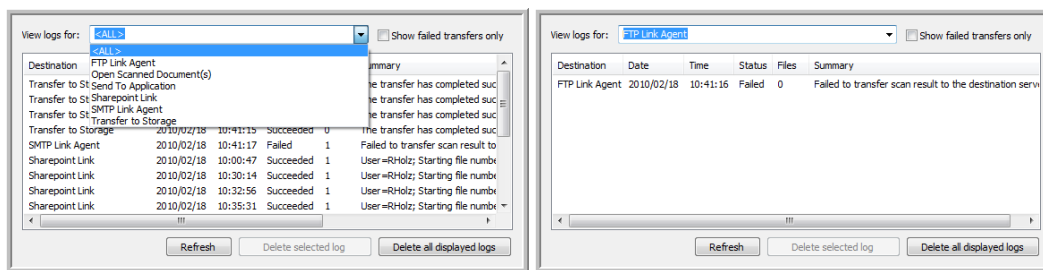 View logs for: <ALL> Show failed transfers only
<ALL>
FTP Link Agent
Open Scanned Document(s)
Send To Application
Sharepoint Link
SMTP Link Agent
Transfer to Storage
Destination ummary
Transfer to St he transfer has completed suc
Transfer to St he transfer has completed suc
Transfer to St he transfer has completed suc
Transfer to Storage 2010/02/18 10:41:15 Succeeded 0 The transfer has completed suc
SMTP Link Agent 2010/02/18 10:41:17 Failed 1 Failed to transfer scan result to
Sharepoint Link 2010/02/18 10:00:47 Succeeded 1 User=RHolz; Starting file numbe
Sharepoint Link 2010/02/18 10:30:14 Succeeded 1 User=RHolz; Starting file numbe
Sharepoint Link 2010/02/18 10:32:56 Succeeded 1 User=RHolz; Starting file numbe
Sharepoint Link 2010/02/18 10:35:31 Succeeded 1 User=RHolz; Starting file numbe
Refresh Delete selected log Delete all displayed logs
View logs for: FTP Link Agent Show failed transfers only
Destination Date Time Status Files Summary
FTP Link Agent 2010/02/18 10:41:16 Failed 0 Failed to transfer scan result to the destination serve
Refresh Delete selected log Delete all displayed logs